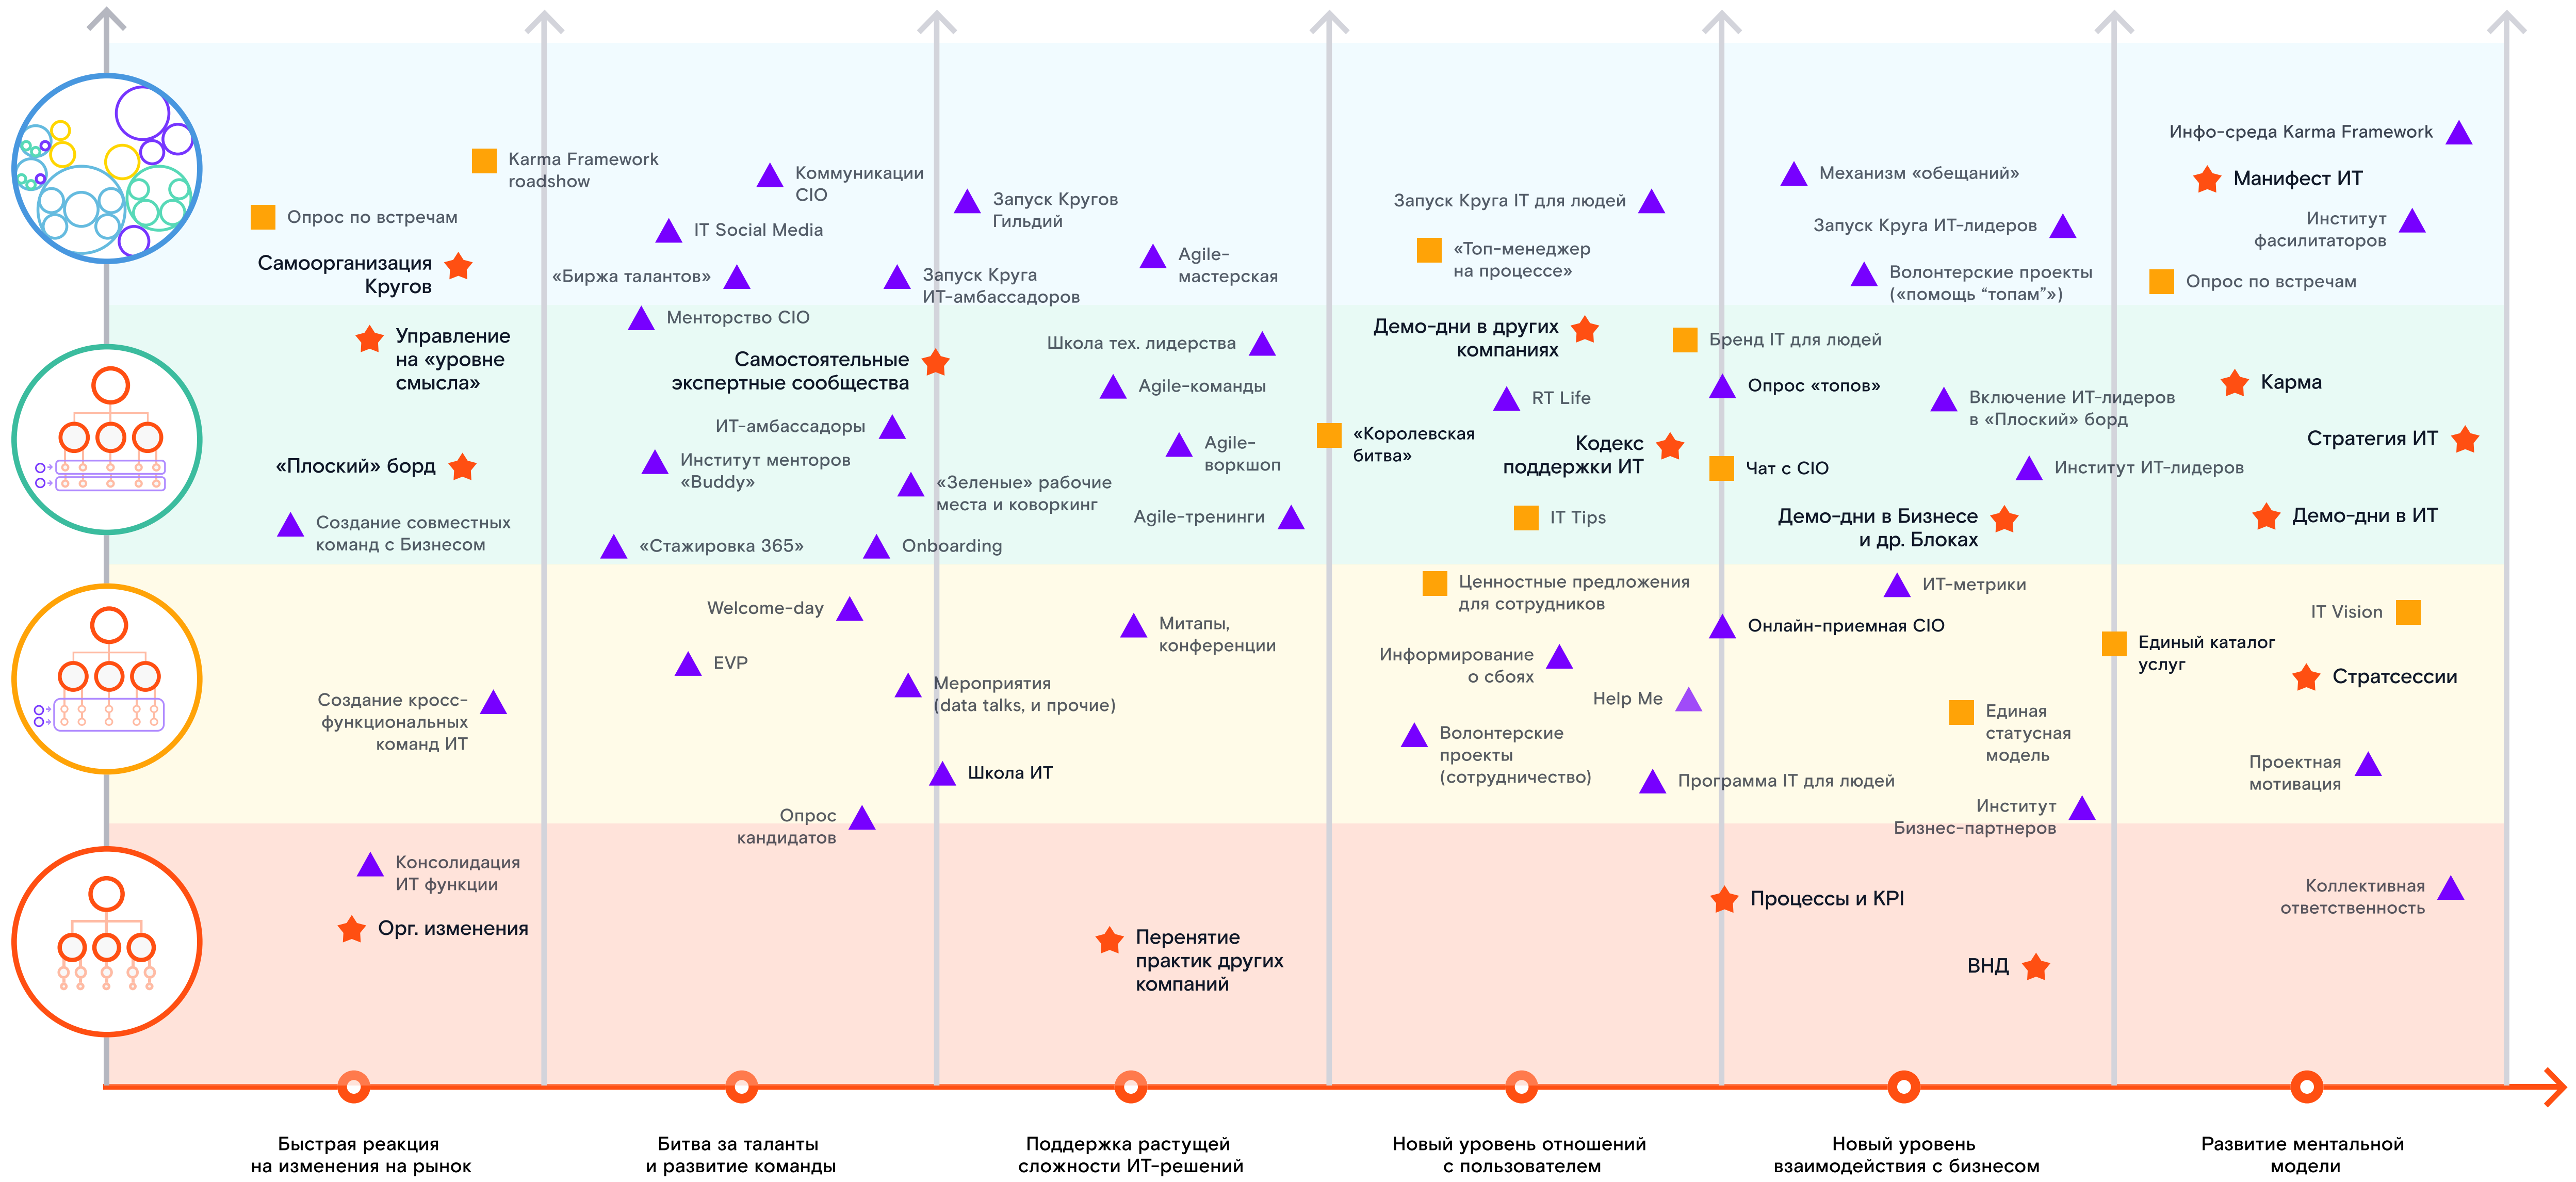 Karma Framework
roadshow
Опрос по встречам
Самоорганизация
Кругов
Управление
на «уровне
смысла»
«Плоский» борд
Создание совместных
команд с Бизнесом
Создание кросс-
функциональных
команд ИТ
Консолидация
ИТ функции
Орг. изменения
Коммуникации
CIO
IT Social Media
«Биржа талантов»
Запуск Круга
ИТ-амбассадоров
Менторство CIO
Самостоятельные
экспертные сообщества
ИТ-амбассадоры
Институт менторов
«Buddy»
«Зеленые» рабочие
места и коворкинг
«Стажировка 365»
Onboarding
Welcome-day
EVP
Мероприятия
(data talks, и прочие)
Школа ИТ
Опрос
кандидатов
Запуск Кругов
Гильдий
Agile-
мастерская
Школа тех. лидерства
Agile-команды
Agile-
воркшоп
Agile-тренинги
Митапы,
конференции
Перенятие
практик других
компаний
Запуск Круга IT для людей
«Топ-менеджер
на процессе»
Демо-дни в других
компаниях
Бренд IT для людей
RT Life
«Королевская
битва»
Кодекс
поддержки ИТ
IT Tips
Ценностные предложения
для сотрудников
Информирование
о сбоях
Help Me
Волонтерские
проекты
(сотрудничество)
Программа IT для людей
Механизм «обещаний»
Запуск Круга ИТ-лидеров
Волонтерские проекты
(«помощь “топам”»)
Опрос «топов»
Включение ИТ-лидеров
в «Плоский» борд
Чат с CIO
Институт ИТ-лидеров
Демо-дни в Бизнесе
и др. Блоках
ИТ-метрики
Онлайн-приемная CIO
Единая
статусная
модель
Институт
Бизнес-партнеров
Процессы и KPI
ВНД
Инфо-среда Karma Framework
Манифест ИТ
Институт
фасилитаторов
Опрос по встречам
Карма
Стратегия ИТ
Демо-дни в ИТ
IT Vision
Единый каталог
услуг
Стратсессии
Проектная
мотивация
Коллективная
ответственность
Быстрая реакция
на изменения на рынок
Битва за таланты
и развитие команды
Поддержка растущей
сложности ИТ-решений
Новый уровень отношений
с пользователем
Новый уровень
взаимодействия с бизнесом
Развитие ментальной
модели